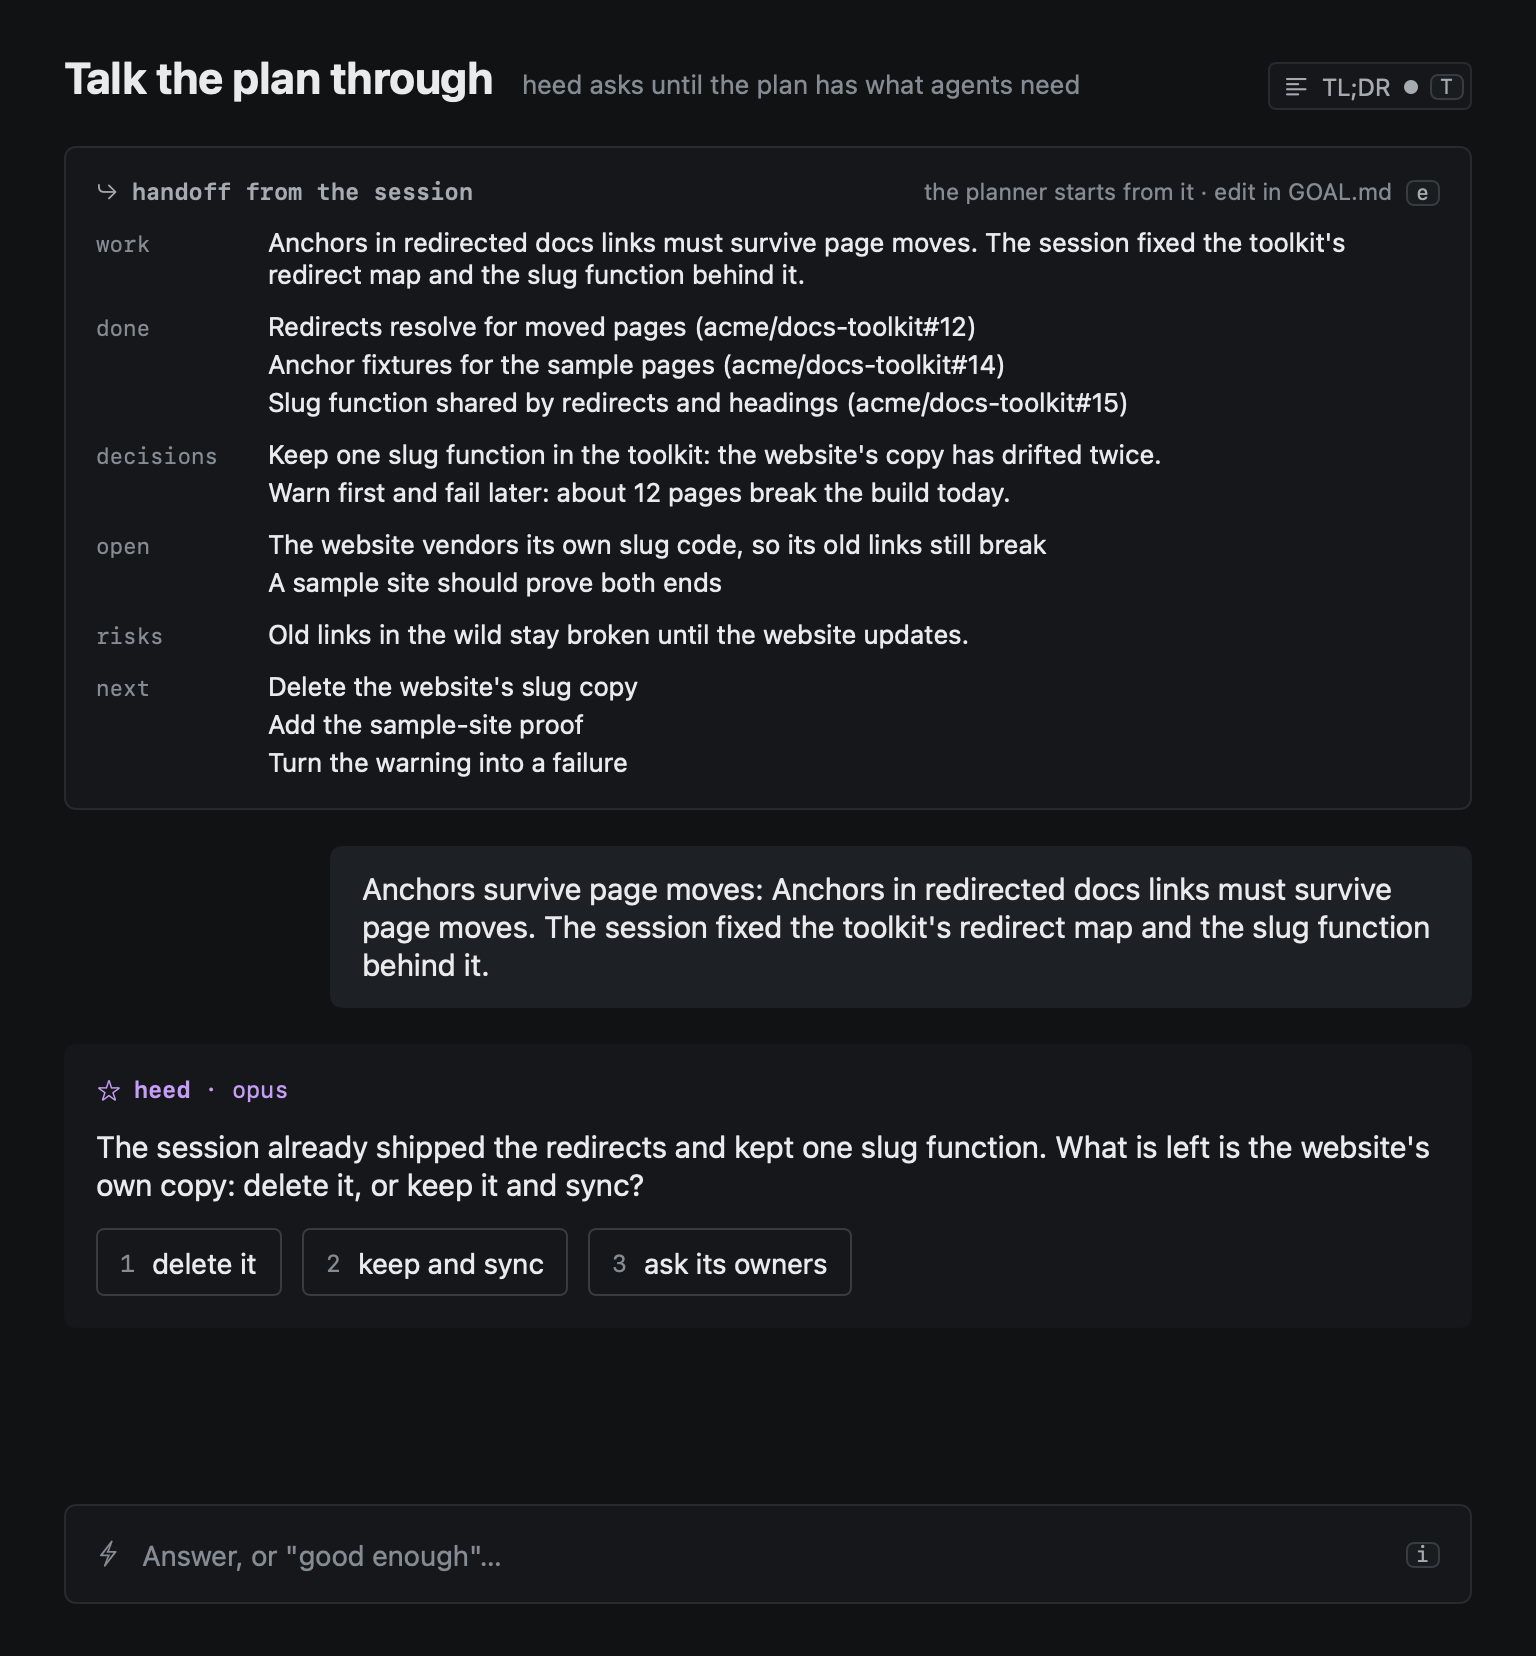 Talk the plan through heed asks until the plan has what agents need TL;DR T
handoff from the session the planner starts from it · edit in GOAL.md e
work Anchors in redirected docs links must survive page moves. The session fixed the toolkit's
redirect map and the slug function behind it.
done Redirects resolve for moved pages (acme/docs-toolkit#12)
Anchor fixtures for the sample pages (acme/docs-toolkit#14)
Slug function shared by redirects and headings (acme/docs-toolkit#15)
decisions Keep one slug function in the toolkit: the website's copy has drifted twice.
Warn first and fail later: about 12 pages break the build today.
open The website vendors its own slug code, so its old links still break
A sample site should prove both ends
risks Old links in the wild stay broken until the website updates.
next Delete the website's slug copy
Add the sample-site proof
Turn the warning into a failure
Anchors survive page moves: Anchors in redirected docs links must survive
page moves. The session fixed the toolkit's redirect map and the slug function
behind it.
heed · opus
The session already shipped the redirects and kept one slug function. What is left is the website's
own copy: delete it, or keep it and sync?
1 delete it 2 keep and sync 3 ask its owners
Answer, or "good enough"... i